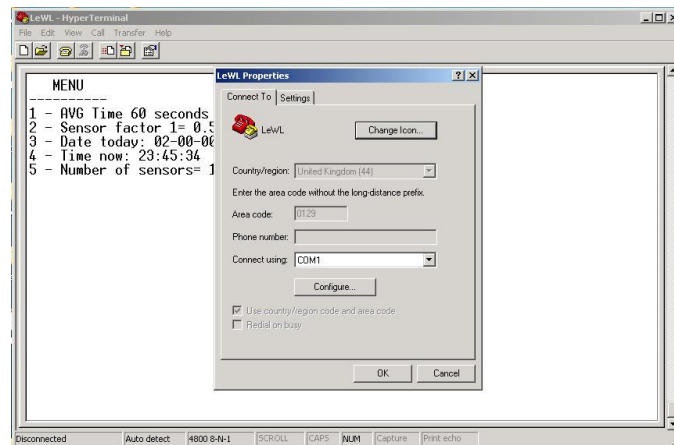 LeWL - HyperTerminal
File Edit View Call Transfer Help
MENU
----------
1 - AVG Time 60 seconds
2 - Sensor factor 1= 0.5
3 - Date today: 02-00-00
4 - Time now: 23:45:34
5 - Number of sensors= 1
LeWL Properties
Connect To Settings
LeWL
Change Icon...
Country/region: United Kingdom (44)
Enter the area code without the long-distance prefix.
Area code: 0129
Phone number:
Connect using: COM1
Configure...
Use country/region code and area code
Redial on busy
OK Cancel
Disconnected Auto detect 4800 8-N-1 SCROLL CAPS NUM Capture Print echo